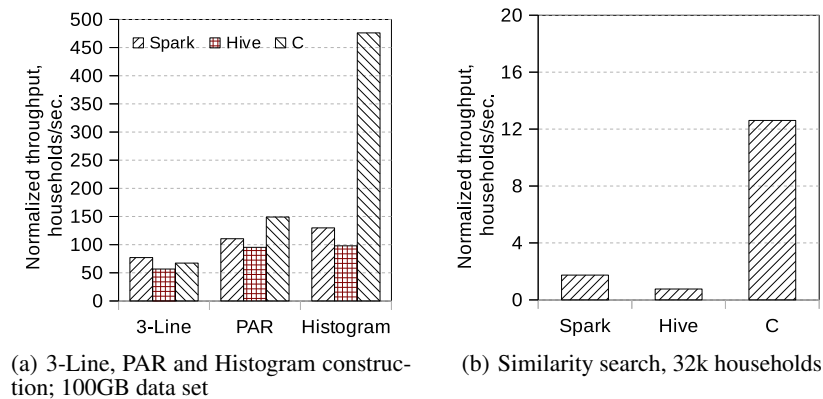 Normalized throughput,
households/sec.
500
450
400
350
300
250
200
150
100
50
0
Spark Hive C
3-Line PAR Histogram
(a) 3-Line, PAR and Histogram construc-
tion; 100GB data set
Normalized throughput,
households/sec.
20
16
12
8
4
0
Spark Hive C
(b) Similarity search, 32k households